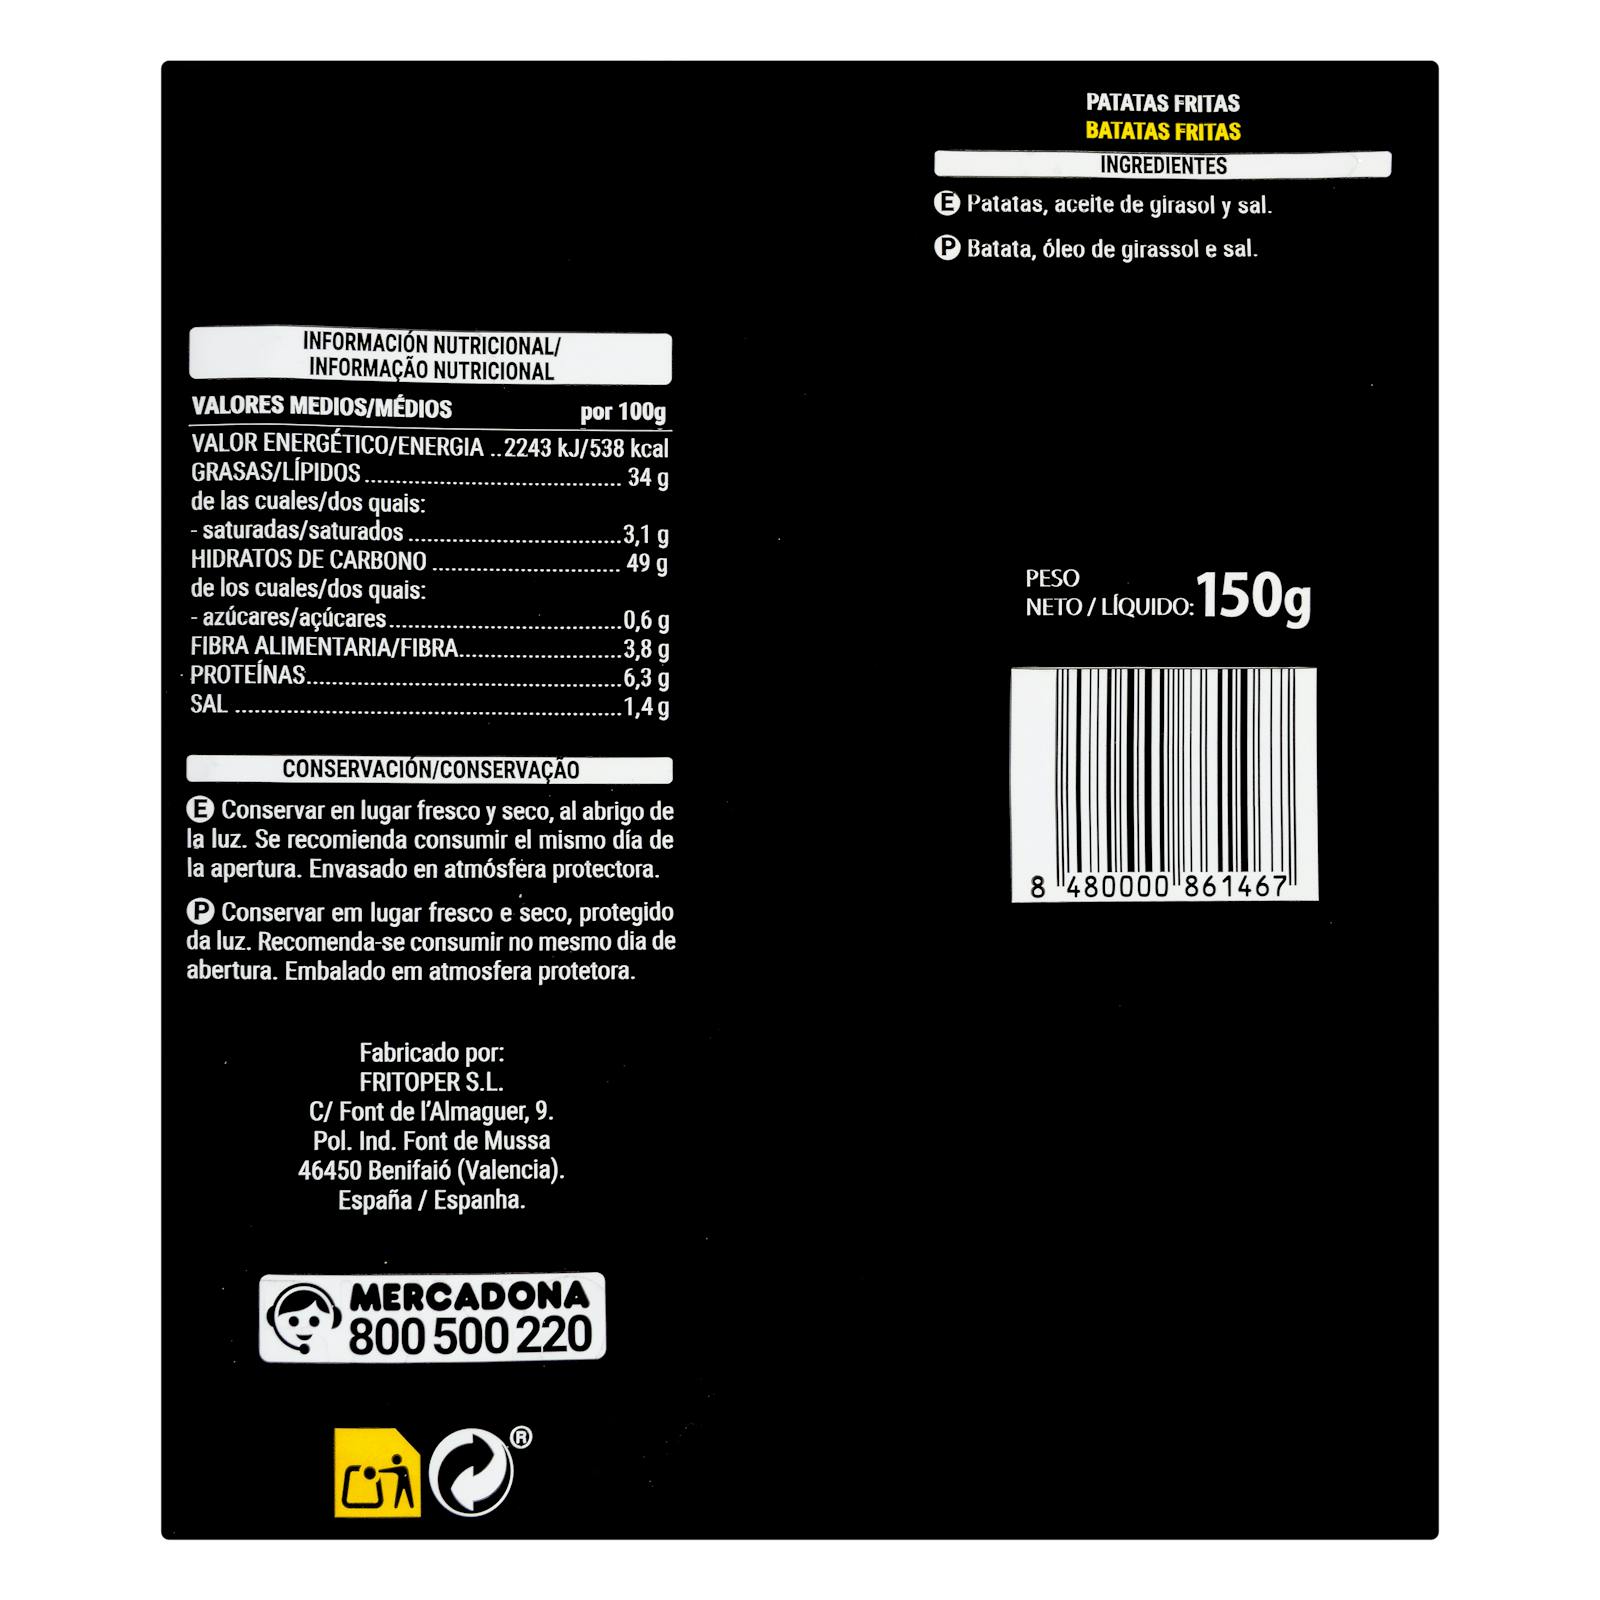 PATATAS FRITAS
BATATAS FRITAS
INGREDIENTES
E Patatas, aceite de girasol y sal.
P Batata, óleo de girassol e sal.
INFORMACIÓN NUTRICIONAL/
INFORMAÇÃO NUTRICIONAL
VALORES MEDIOS/MÉDIOS por 100g
VALOR ENERGÉTICO/ENERGIA ..2243 kJ/538 kcal
GRASAS/LÍPIDOS ........................................ 34 g
de las cuales/dos quais:
- saturadas/saturados .....................................3,1 g
HIDRATOS DE CARBONO ............................. 49 g
de los cuales/dos quais:
- azúcares/açúcares.......................................0,6 g
FIBRA ALIMENTARIA/FIBRA..........................3,8 g
PROTEÍNAS.................................................6,3 g
SAL ...........................................................1,4 g
CONSERVACIÓN/CONSERVAÇÃO
E Conservar en lugar fresco y seco, al abrigo de
la luz. Se recomienda consumir el mismo día de
la apertura. Envasado en atmósfera protectora.
P Conservar em lugar fresco e seco, protegido
da luz. Recomenda-se consumir no mesmo dia de
abertura. Embalado em atmosfera protetora.
Fabricado por:
FRITOPER S.L.
C/ Font de l'Almaguer, 9.
Pol. Ind. Font de Mussa
46450 Benifaió (Valencia).
España / Espanha.
MERCADONA
800 500 220
®
PESO
NETO / LÍQUIDO: 150g
8 480000 861467